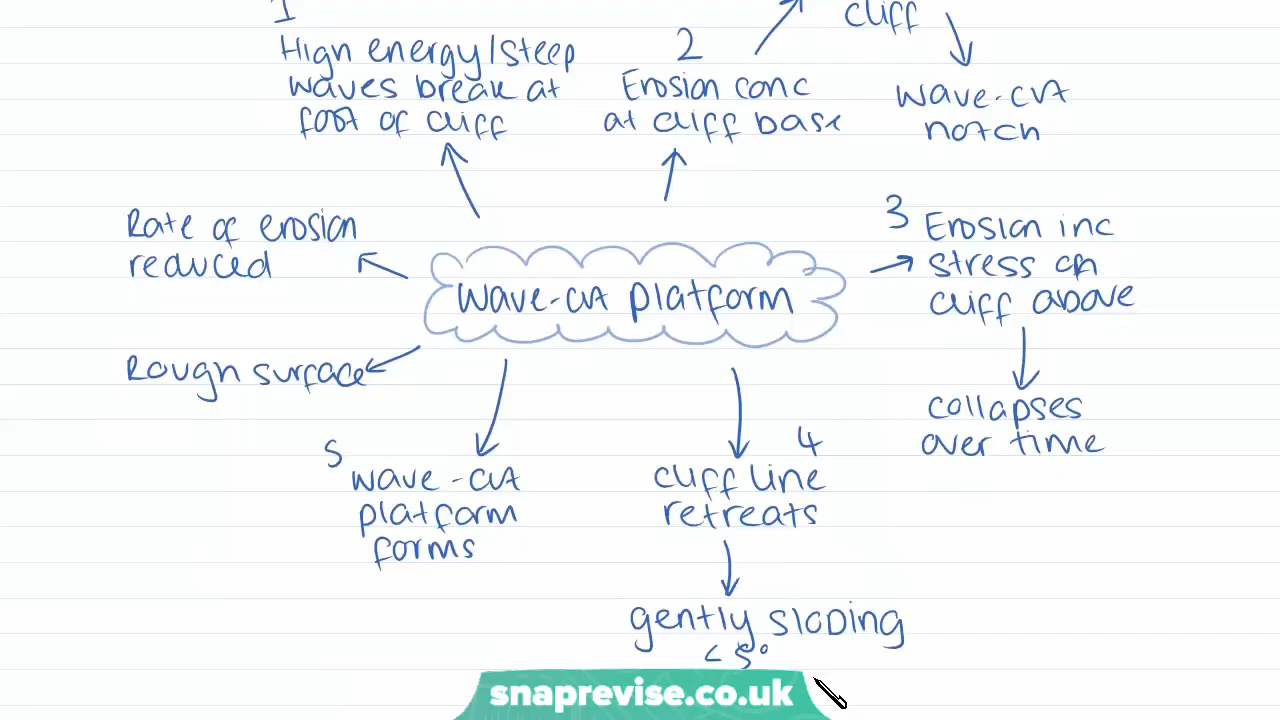 1
High energy/steep
waves break at
foot of cliff
2
Erosion conc
at cliff base
cliff
wave-cut
notch
Rate of erosion
reduced
3 Erosion inc
stress on
cliff above
wave-cut platform
Rough surface
collapses
over time
5
wave-cut
platform
forms
4
cliff line
retreats
gently sloping
< 5°
snaprevise.co.uk